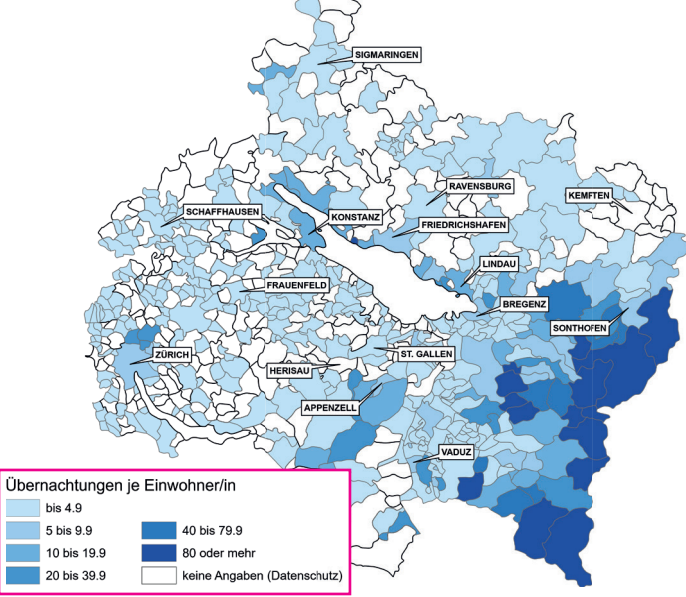 SIGMARINGEN
RAVENSBURG
KEMPTEN
SCHAFFHAUSEN
KONSTANZ
FRIEDRICHSHAFEN
LINDAU
FRAUENFELD
BREGENZ
SONTHOFEN
ZÜRICH
ST. GALLEN
HERISAU
APPENZELL
VADUZ
Übernachtungen je Einwohner/in
bis 4.9
5 bis 9.9
10 bis 19.9
20 bis 39.9
40 bis 79.9
80 oder mehr
keine Angaben (Datenschutz)